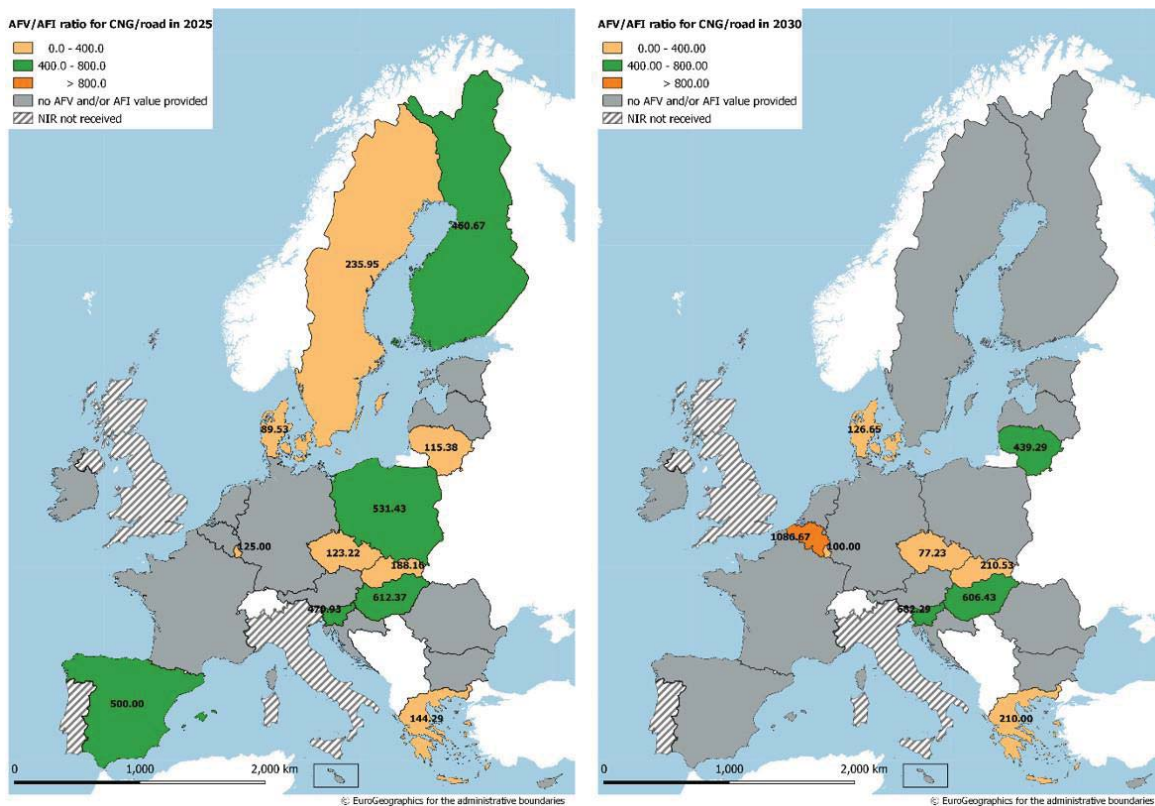 AFV/AFI ratio for CNG/road in 2025
0.0 - 400.0
400.0 - 800.0
> 800.0
no AFV and/or AFI value provided
NIR not received
460.67
235.95
89.53
115.38
531.43
125.00
123.22
188.16
612.37
479.93
500.00
144.29
0
1,000
2,000 km
© EuroGeographics for the administrative boundaries
AFV/AFI ratio for CNG/road in 2030
0.00 - 400.00
400.00 - 800.00
> 800.00
no AFV and/or AFI value provided
NIR not received
126.65
439.29
1086.67
100.00
77.23
210.53
606.43
582.29
210.00
0
1,000
2,000 km
© EuroGeographics for the administrative boundaries